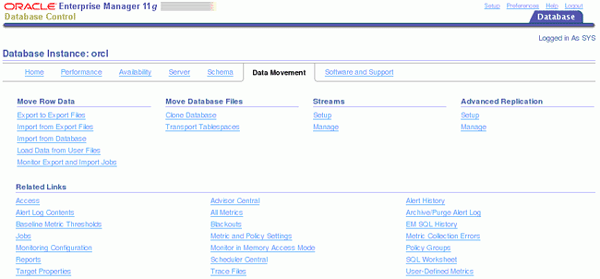 ORACLE Enterprise Manager 11g
Database Control
Setup Preferences Help Logout
Database
Logged in As SYS
Database Instance: orcl
Home Performance Availability Server Schema Data Movement Software and Support
Move Row Data
Export to Export Files
Import from Export Files
Import from Database
Load Data from User Files
Monitor Export and Import Jobs
Move Database Files
Clone Database
Transport Tablespaces
Streams
Setup
Manage
Advanced Replication
Setup
Manage
Related Links
Access Advisor Central Alert History
Alert Log Contents All Metrics Archive/Purge Alert Log
Baseline Metric Thresholds Blackouts EM SQL History
Jobs Metric and Policy Settings Metric Collection Errors
Monitoring Configuration Monitor in Memory Access Mode Policy Groups
Reports Scheduler Central SQL Worksheet
Target Properties Trace Files User-Defined Metrics